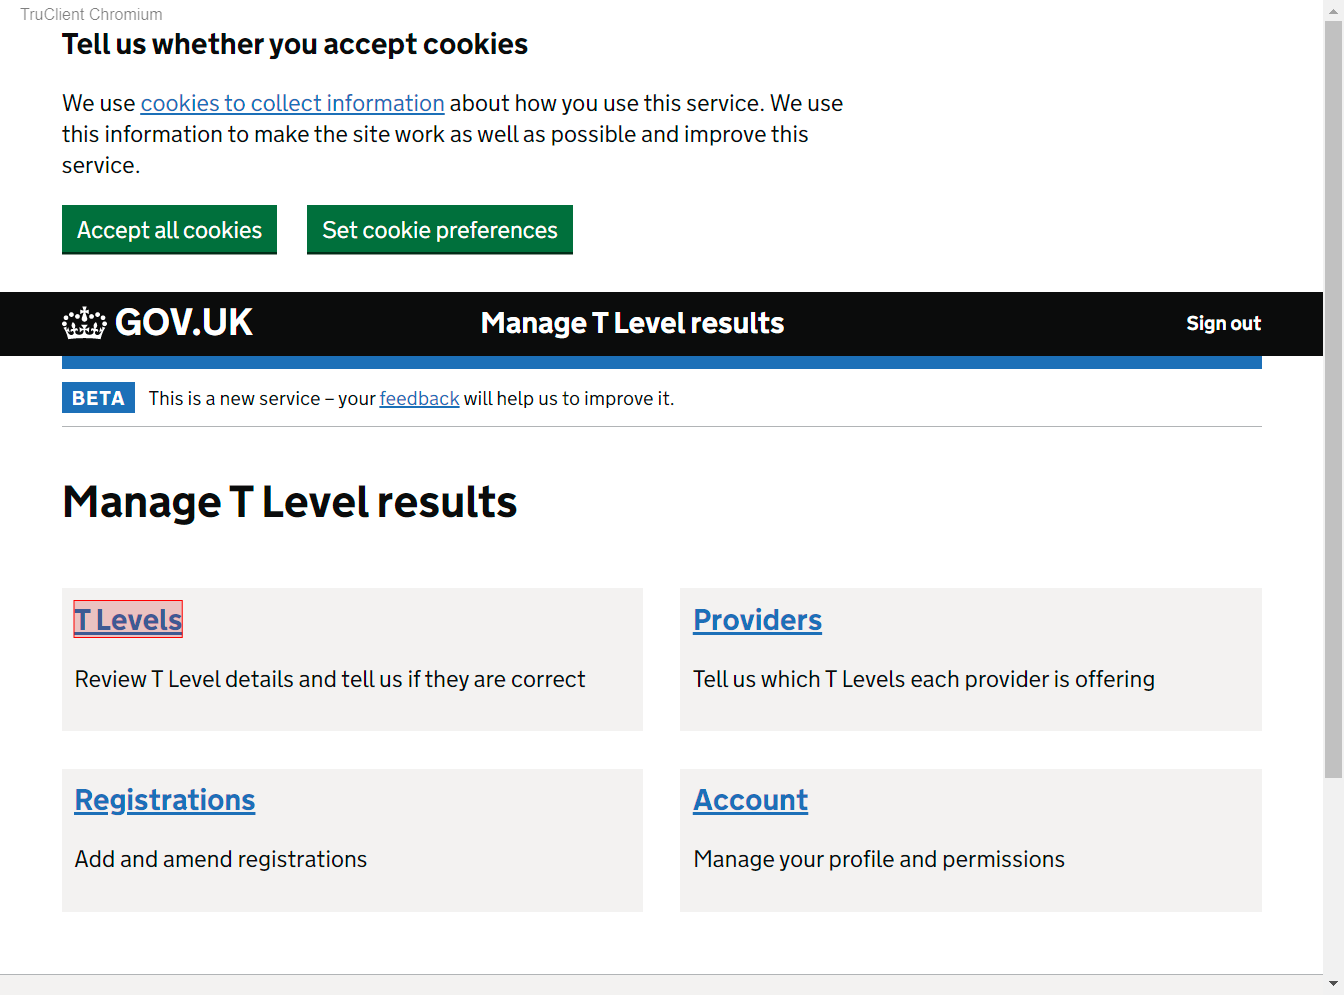 TruClient Chromium
Tell us whether you accept cookies
We use cookies to collect information about how you use this service. We use
this information to make the site work as well as possible and improve this
service.
Accept all cookies
Set cookie preferences
GOV.UK
Manage T Level results
Sign out
BETA
This is a new service – your feedback will help us to improve it.
Manage T Level results
T Levels
Review T Level details and tell us if they are correct
Providers
Tell us which T Levels each provider is offering
Registrations
Add and amend registrations
Account
Manage your profile and permissions